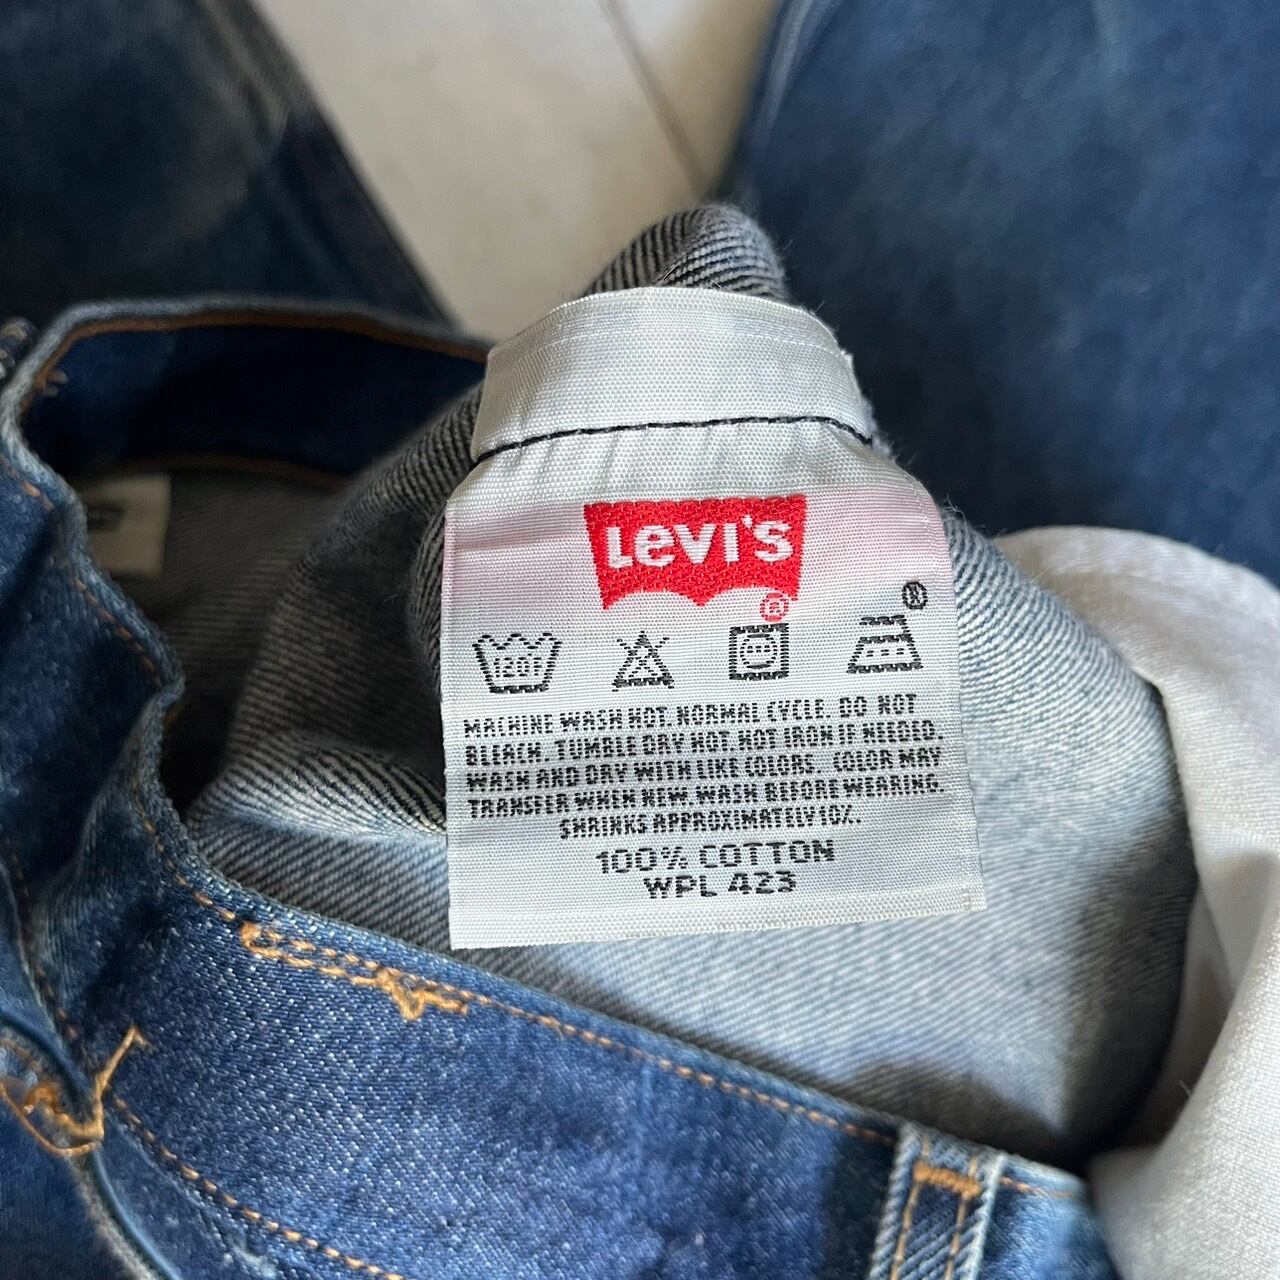 Levi's
®
®
120F
MACHINE WASH HOT. NORMAL CYCLE. DO NOT
BLEACH. TUMBLE DRY HOT. HOT IRON IF NEEDED.
WASH AND DRY WITH LIKE COLORS. COLOR MAY
TRANSFER WHEN NEW. WASH BEFORE WEARING.
SHRINKS APPROXIMATELY 10%.
100% COTTON
WPL 423